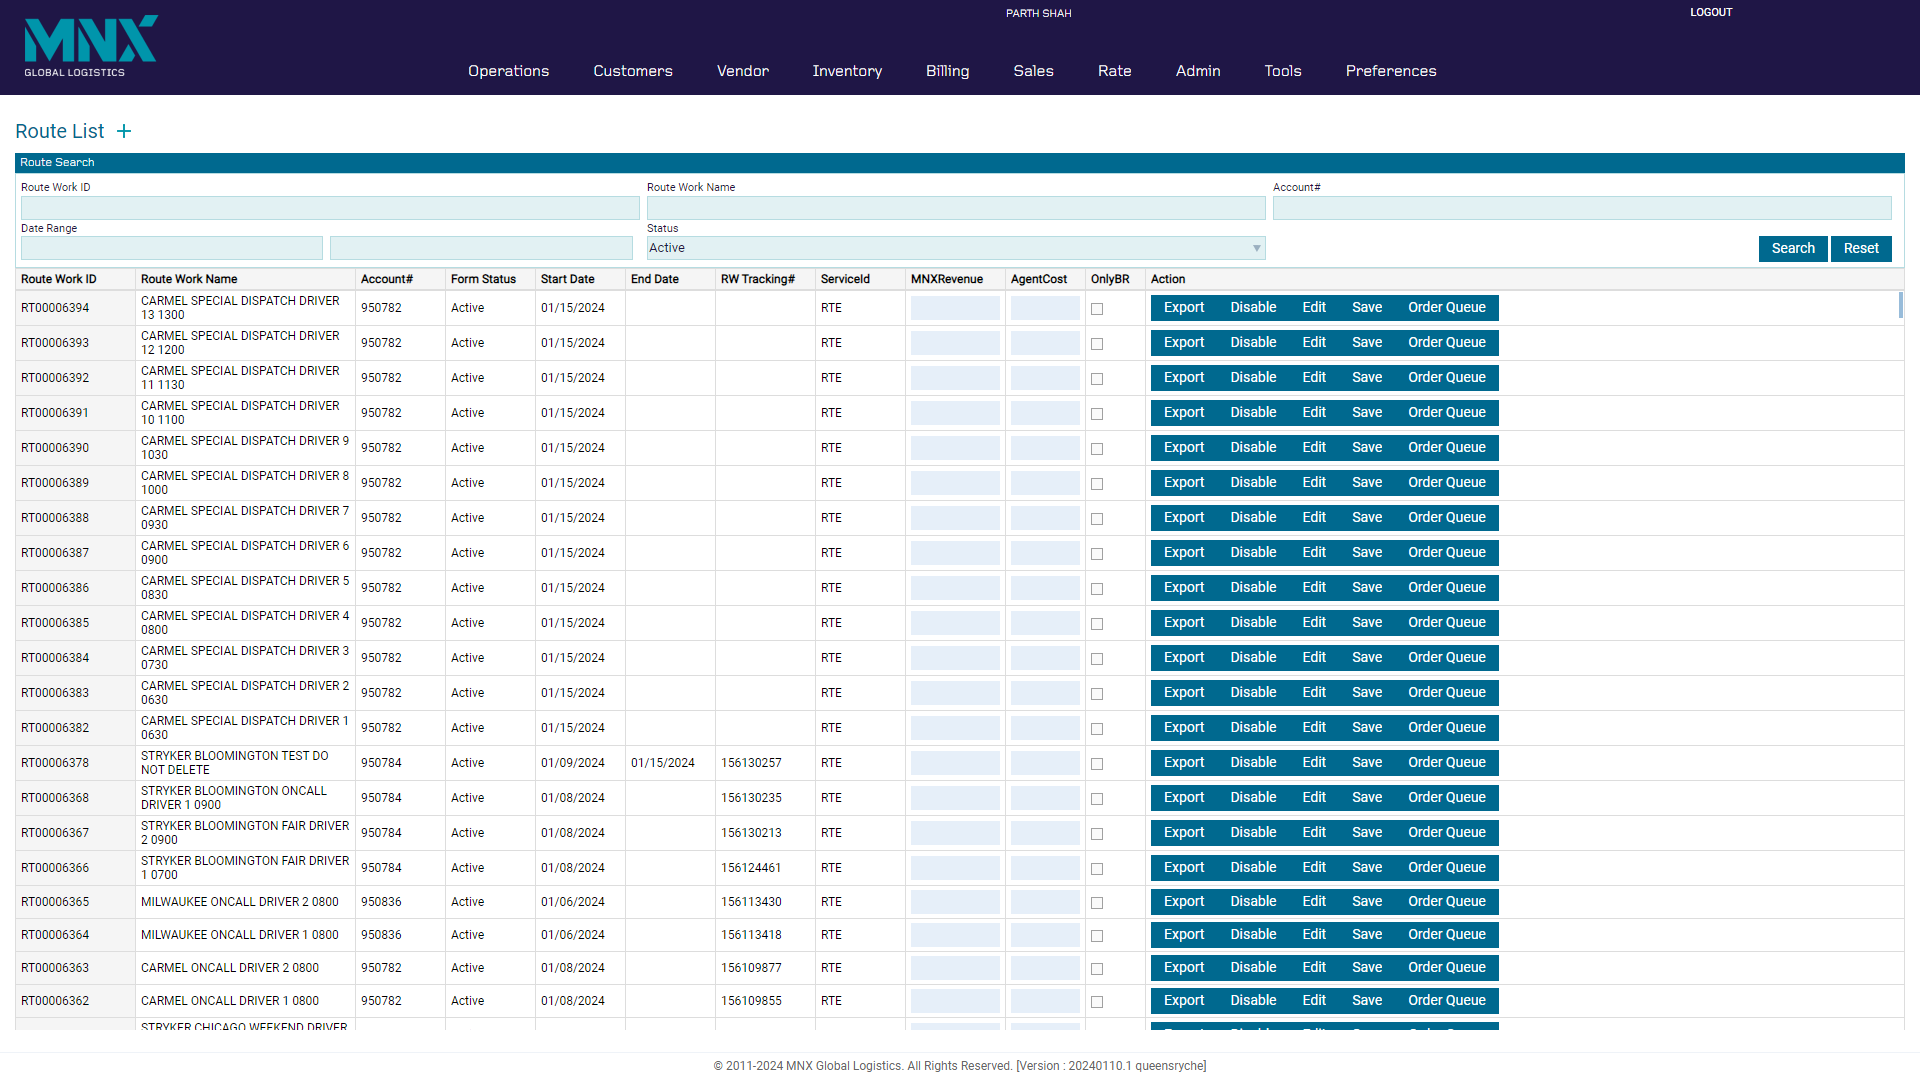 MNX
GLOBAL LOGISTICS
PARTH SHAH
LOGOUT
Operations Customers Vendor Inventory Billing Sales Rate Admin Tools Preferences
Route List +
Route Search
Route Work ID Route Work Name Account#
Date Range Status
Active
Search Reset
Route Work ID Route Work Name Account# Form Status Start Date End Date RW Tracking# ServiceId MNXRevenue AgentCost OnlyBR Action
RT00006394 CARMEL SPECIAL DISPATCH DRIVER 13 1300 950782 Active 01/15/2024 RTE Export Disable Edit Save Order Queue
RT00006393 CARMEL SPECIAL DISPATCH DRIVER 12 1200 950782 Active 01/15/2024 RTE Export Disable Edit Save Order Queue
RT00006392 CARMEL SPECIAL DISPATCH DRIVER 11 1130 950782 Active 01/15/2024 RTE Export Disable Edit Save Order Queue
RT00006391 CARMEL SPECIAL DISPATCH DRIVER 10 1100 950782 Active 01/15/2024 RTE Export Disable Edit Save Order Queue
RT00006390 CARMEL SPECIAL DISPATCH DRIVER 9 1030 950782 Active 01/15/2024 RTE Export Disable Edit Save Order Queue
RT00006389 CARMEL SPECIAL DISPATCH DRIVER 8 1000 950782 Active 01/15/2024 RTE Export Disable Edit Save Order Queue
RT00006388 CARMEL SPECIAL DISPATCH DRIVER 7 0930 950782 Active 01/15/2024 RTE Export Disable Edit Save Order Queue
RT00006387 CARMEL SPECIAL DISPATCH DRIVER 6 0900 950782 Active 01/15/2024 RTE Export Disable Edit Save Order Queue
RT00006386 CARMEL SPECIAL DISPATCH DRIVER 5 0830 950782 Active 01/15/2024 RTE Export Disable Edit Save Order Queue
RT00006385 CARMEL SPECIAL DISPATCH DRIVER 4 0800 950782 Active 01/15/2024 RTE Export Disable Edit Save Order Queue
RT00006384 CARMEL SPECIAL DISPATCH DRIVER 3 0730 950782 Active 01/15/2024 RTE Export Disable Edit Save Order Queue
RT00006383 CARMEL SPECIAL DISPATCH DRIVER 2 0630 950782 Active 01/15/2024 RTE Export Disable Edit Save Order Queue
RT00006382 CARMEL SPECIAL DISPATCH DRIVER 1 0630 950782 Active 01/15/2024 RTE Export Disable Edit Save Order Queue
RT00006378 STRYKER BLOOMINGTON TEST DO NOT DELETE 950784 Active 01/09/2024 01/15/2024 156130257 RTE Export Disable Edit Save Order Queue
RT00006368 STRYKER BLOOMINGTON ONCALL DRIVER 1 0900 950784 Active 01/08/2024 156130235 RTE Export Disable Edit Save Order Queue
RT00006367 STRYKER BLOOMINGTON FAIR DRIVER 2 0900 950784 Active 01/08/2024 156130213 RTE Export Disable Edit Save Order Queue
RT00006366 STRYKER BLOOMINGTON FAIR DRIVER 1 0700 950784 Active 01/08/2024 156124461 RTE Export Disable Edit Save Order Queue
RT00006365 MILWAUKEE ONCALL DRIVER 2 0800 950836 Active 01/06/2024 156113430 RTE Export Disable Edit Save Order Queue
RT00006364 MILWAUKEE ONCALL DRIVER 1 0800 950836 Active 01/06/2024 156113418 RTE Export Disable Edit Save Order Queue
RT00006363 CARMEL ONCALL DRIVER 2 0800 950782 Active 01/08/2024 156109877 RTE Export Disable Edit Save Order Queue
RT00006362 CARMEL ONCALL DRIVER 1 0800 950782 Active 01/08/2024 156109855 RTE Export Disable Edit Save Order Queue
STRYKER CHICAGO WEEKEND DRIVER
© 2011-2024 MNX Global Logistics. All Rights Reserved. [Version : 20240110.1 queensryche]